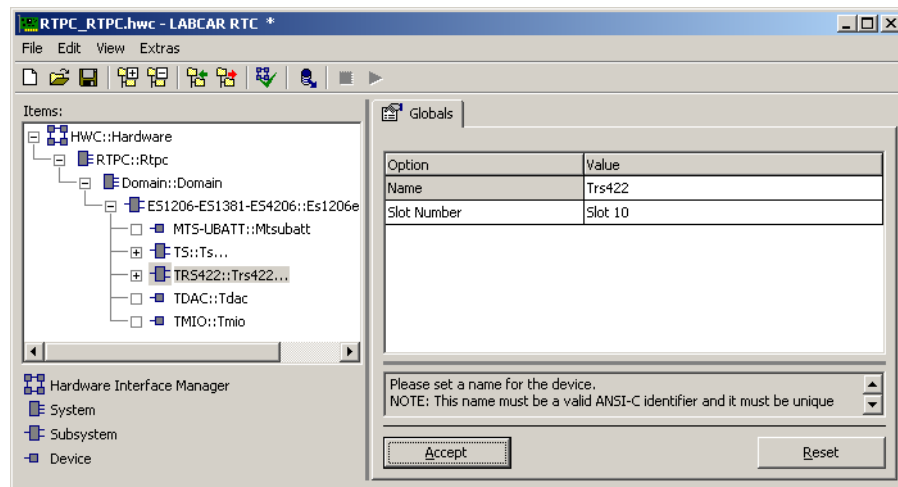 RTPC_RTPC.hwc - LABCAR RTC *
File Edit View Extras
Items:
HWC::Hardware
RTPC::Rtpc
Domain::Domain
ES1206-ES1381-ES4206::Es1206e
MTS-UBATT::Mtsubatt
TS::Ts...
TRS422::Trs422...
TDAC::Tdac
TMIO::Tmio
Hardware Interface Manager
System
Subsystem
Device
Globals
Option Value
Name Trs422
Slot Number Slot 10
Please set a name for the device.
NOTE: This name must be a valid ANSI-C identifier and it must be unique
Accept Reset